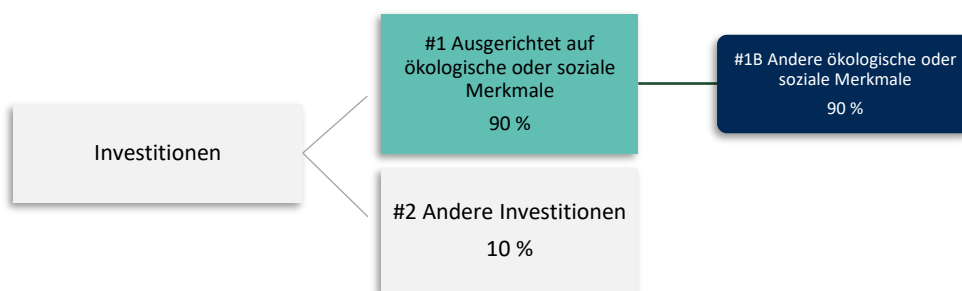 Investitionen
#1 Ausgerichtet auf
ökologische oder soziale
Merkmale
90 %
#1B Andere ökologische oder
soziale Merkmale
90 %
#2 Andere Investitionen
10 %